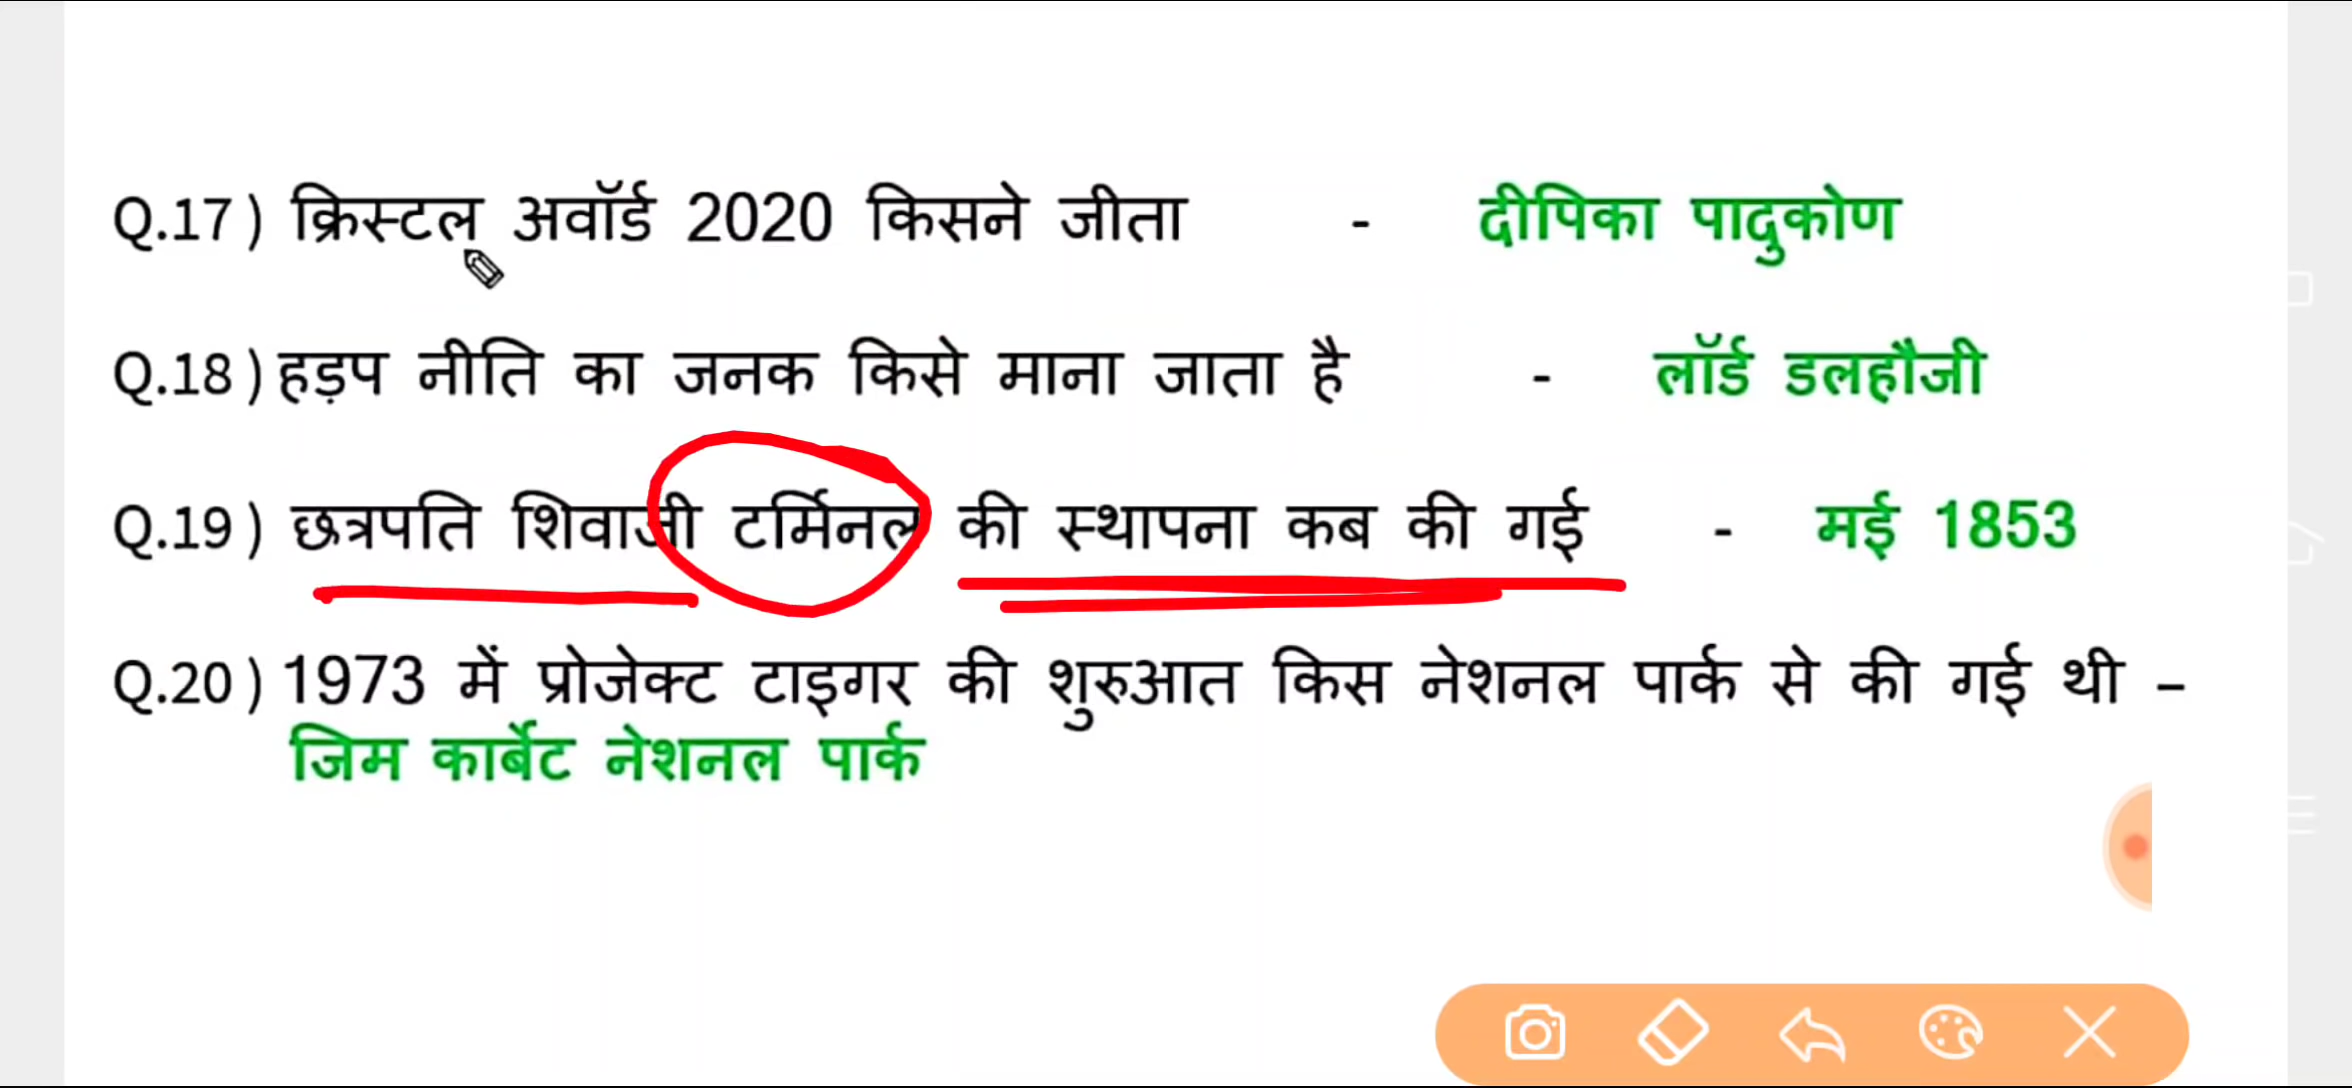 Q.17) क्रिस्टल अवॉर्ड 2020 किसने जीता - दीपिका पादुकोण
Q.18) हड़प नीति का जनक किसे माना जाता है - लॉर्ड डलहौजी
Q.19) छत्रपति शिवाजी टर्मिनल की स्थापना कब की गई - मई 1853
Q.20) 1973 में प्रोजेक्ट टाइगर की शुरुआत किस नेशनल पार्क से की गई थी –
जिम कार्बेट नेशनल पार्क